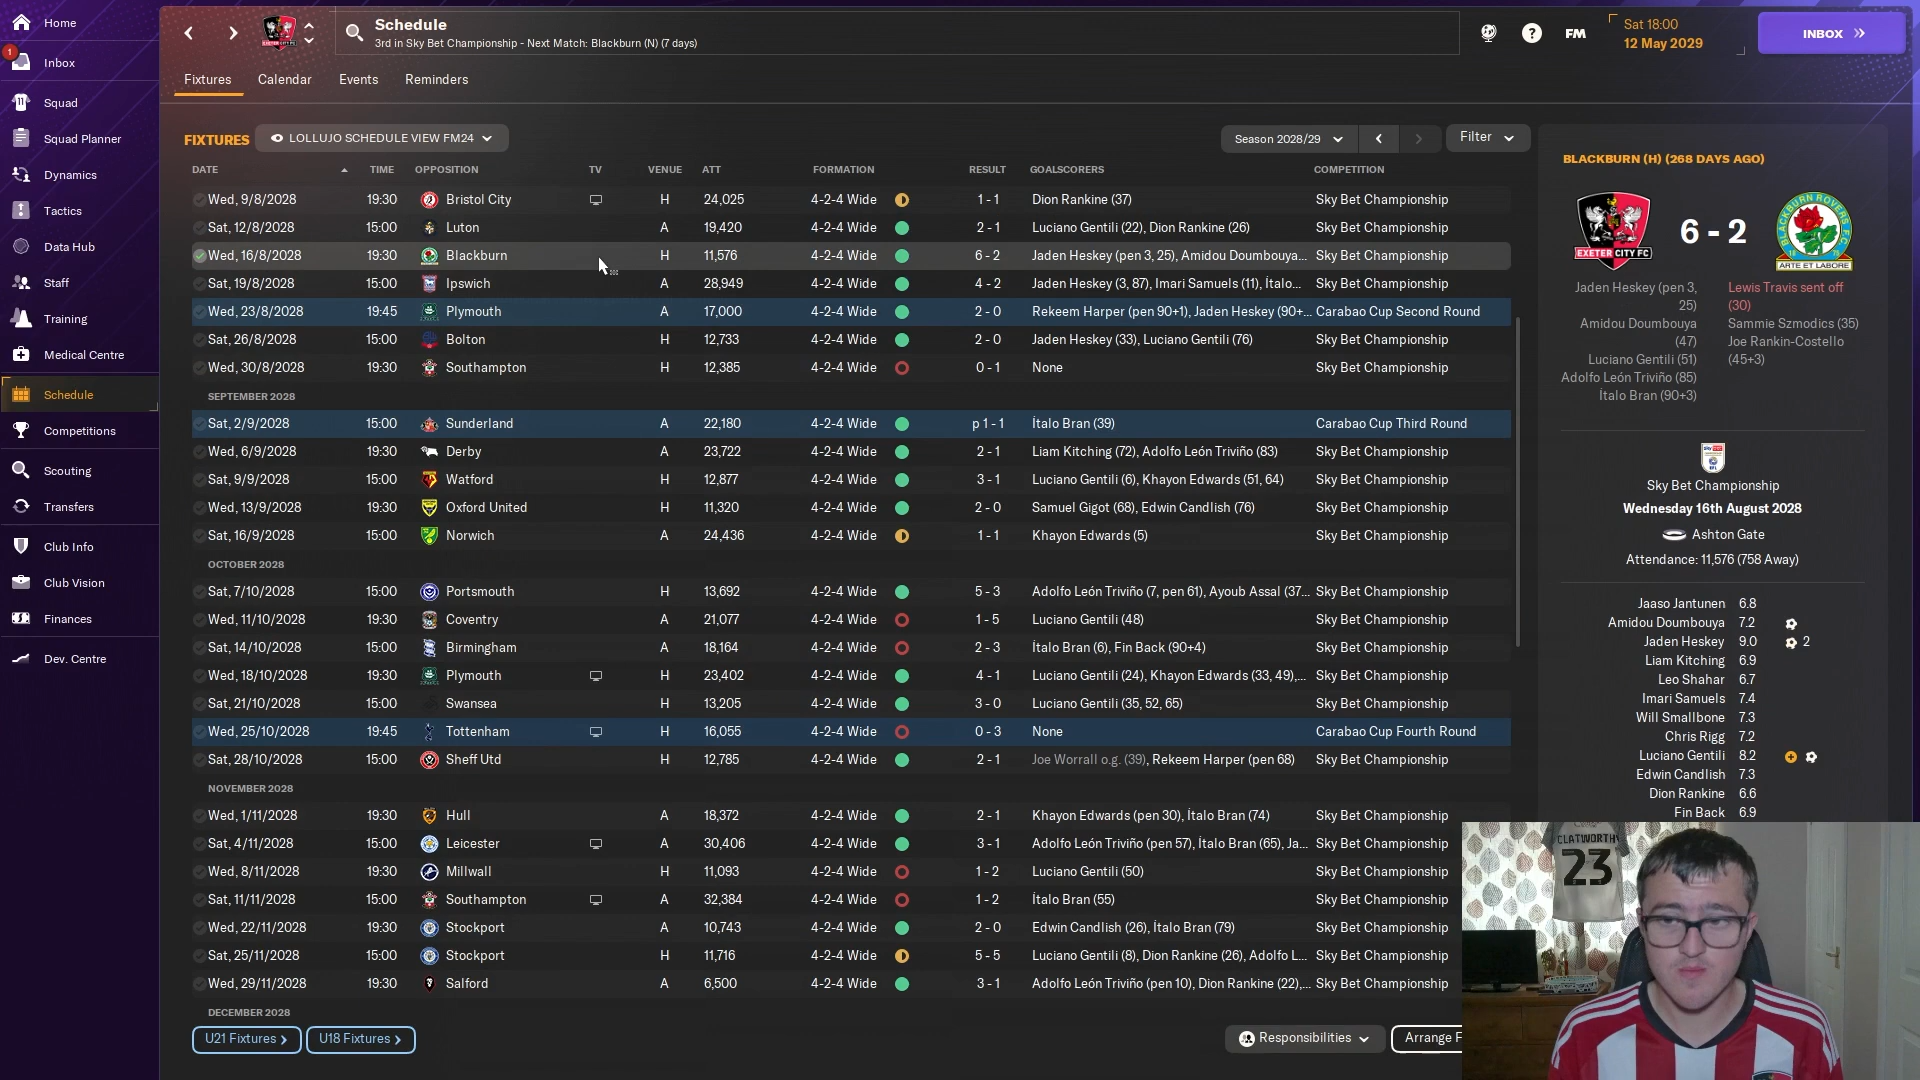 Home
1
Inbox
Squad
Squad Planner
Dynamics
Tactics
Data Hub
Staff
Training
Medical Centre
Schedule
Competitions
Scouting
Transfers
Club Info
Club Vision
Finances
Dev. Centre
EXETER CITY FC
Schedule
3rd in Sky Bet Championship - Next Match: Blackburn (N) (7 days)
? FM
Sat 18:00
12 May 2029
INBOX
Fixtures Calendar Events Reminders
FIXTURES LOLLUJO SCHEDULE VIEW FM24
Season 2028/29 Filter
DATE TIME OPPOSITION TV VENUE ATT FORMATION RESULT GOALSCORERS COMPETITION
Wed, 9/8/2028 19:30 Bristol City H 24,025 4-2-4 Wide 1 - 1 Dion Rankine (37) Sky Bet Championship
Sat, 12/8/2028 15:00 Luton A 19,420 4-2-4 Wide 2 - 1 Luciano Gentili (22), Dion Rankine (26) Sky Bet Championship
Wed, 16/8/2028 19:30 Blackburn H 11,576 4-2-4 Wide 6 - 2 Jaden Heskey (pen 3, 25), Amidou Doumbouya... Sky Bet Championship
Sat, 19/8/2028 15:00 Ipswich A 28,949 4-2-4 Wide 4 - 2 Jaden Heskey (3, 87), Imari Samuels (11), Ítalo... Sky Bet Championship
Wed, 23/8/2028 19:45 Plymouth A 17,000 4-2-4 Wide 2 - 0 Rekeem Harper (pen 90+1), Jaden Heskey (90+... Carabao Cup Second Round
Sat, 26/8/2028 15:00 Bolton H 12,733 4-2-4 Wide 2 - 0 Jaden Heskey (33), Luciano Gentili (76) Sky Bet Championship
Wed, 30/8/2028 19:30 Southampton H 12,385 4-2-4 Wide 0 - 1 None Sky Bet Championship
SEPTEMBER 2028
Sat, 2/9/2028 15:00 Sunderland A 22,180 4-2-4 Wide p 1 - 1 Ítalo Bran (39) Carabao Cup Third Round
Wed, 6/9/2028 19:30 Derby A 23,722 4-2-4 Wide 2 - 1 Liam Kitching (72), Adolfo León Triviño (83) Sky Bet Championship
Sat, 9/9/2028 15:00 Watford H 12,877 4-2-4 Wide 3 - 1 Luciano Gentili (6), Khayon Edwards (51, 64) Sky Bet Championship
Wed, 13/9/2028 19:30 Oxford United H 11,320 4-2-4 Wide 2 - 0 Samuel Gigot (68), Edwin Candlish (76) Sky Bet Championship
Sat, 16/9/2028 15:00 Norwich A 24,436 4-2-4 Wide 1 - 1 Khayon Edwards (5) Sky Bet Championship
OCTOBER 2028
Sat, 7/10/2028 15:00 Portsmouth H 13,692 4-2-4 Wide 5 - 3 Adolfo León Triviño (7, pen 61), Ayoub Assal (37... Sky Bet Championship
Wed, 11/10/2028 19:30 Coventry A 21,077 4-2-4 Wide 1 - 5 Luciano Gentili (48) Sky Bet Championship
Sat, 14/10/2028 15:00 Birmingham A 18,164 4-2-4 Wide 2 - 3 Ítalo Bran (6), Fin Back (90+4) Sky Bet Championship
Wed, 18/10/2028 19:30 Plymouth H 23,402 4-2-4 Wide 4 - 1 Luciano Gentili (24), Khayon Edwards (33, 49),... Sky Bet Championship
Sat, 21/10/2028 15:00 Swansea H 13,205 4-2-4 Wide 3 - 0 Luciano Gentili (35, 52, 65) Sky Bet Championship
Wed, 25/10/2028 19:45 Tottenham H 16,055 4-2-4 Wide 0 - 3 None Carabao Cup Fourth Round
Sat, 28/10/2028 15:00 Sheff Utd H 12,785 4-2-4 Wide 2 - 1 Joe Worrall o.g. (39), Rekeem Harper (pen 68) Sky Bet Championship
NOVEMBER 2028
Wed, 1/11/2028 19:30 Hull A 18,372 4-2-4 Wide 2 - 1 Khayon Edwards (pen 30), Ítalo Bran (74) Sky Bet Championship
Sat, 4/11/2028 15:00 Leicester A 30,406 4-2-4 Wide 3 - 1 Adolfo León Triviño (pen 57), Ítalo Bran (65), Ja... Sky Bet Championship
Wed, 8/11/2028 19:30 Millwall H 11,093 4-2-4 Wide 1 - 2 Luciano Gentili (50) Sky Bet Championship
Sat, 11/11/2028 15:00 Southampton A 32,384 4-2-4 Wide 1 - 2 Ítalo Bran (55) Sky Bet Championship
Wed, 22/11/2028 19:30 Stockport A 10,743 4-2-4 Wide 2 - 0 Edwin Candlish (26), Ítalo Bran (79) Sky Bet Championship
Sat, 25/11/2028 15:00 Stockport H 11,716 4-2-4 Wide 5 - 5 Luciano Gentili (8), Dion Rankine (26), Adolfo L... Sky Bet Championship
Wed, 29/11/2028 19:30 Salford A 6,500 4-2-4 Wide 3 - 1 Adolfo León Triviño (pen 10), Dion Rankine (22),... Sky Bet Championship
DECEMBER 2028
U21 Fixtures U18 Fixtures Responsibilities Arrange F
BLACKBURN (H) (268 DAYS AGO)
EXETER CITY FC
6 - 2
BLACKBURN ROVERS F.C.
ARTE ET LABORE
Jaden Heskey (pen 3,
25)
Amidou Doumbouya
(47)
Luciano Gentili (51)
Adolfo León Triviño (85)
Ítalo Bran (90+3)
Lewis Travis sent off
(30)
Sammie Szmodics (35)
Joe Rankin-Costello
(45+3)
Sky Bet Championship
Wednesday 16th August 2028
Ashton Gate
Attendance: 11,576 (758 Away)
Jaaso Jantunen 6.8
Amidou Doumbouya 7.2
Jaden Heskey 9.0 2
Liam Kitching 6.9
Leo Shahar 6.7
Imari Samuels 7.4
Will Smallbone 7.3
Chris Rigg 7.2
Luciano Gentili 8.2
Edwin Candlish 7.3
Dion Rankine 6.6
Fin Back 6.9
CLATWORTHY
23